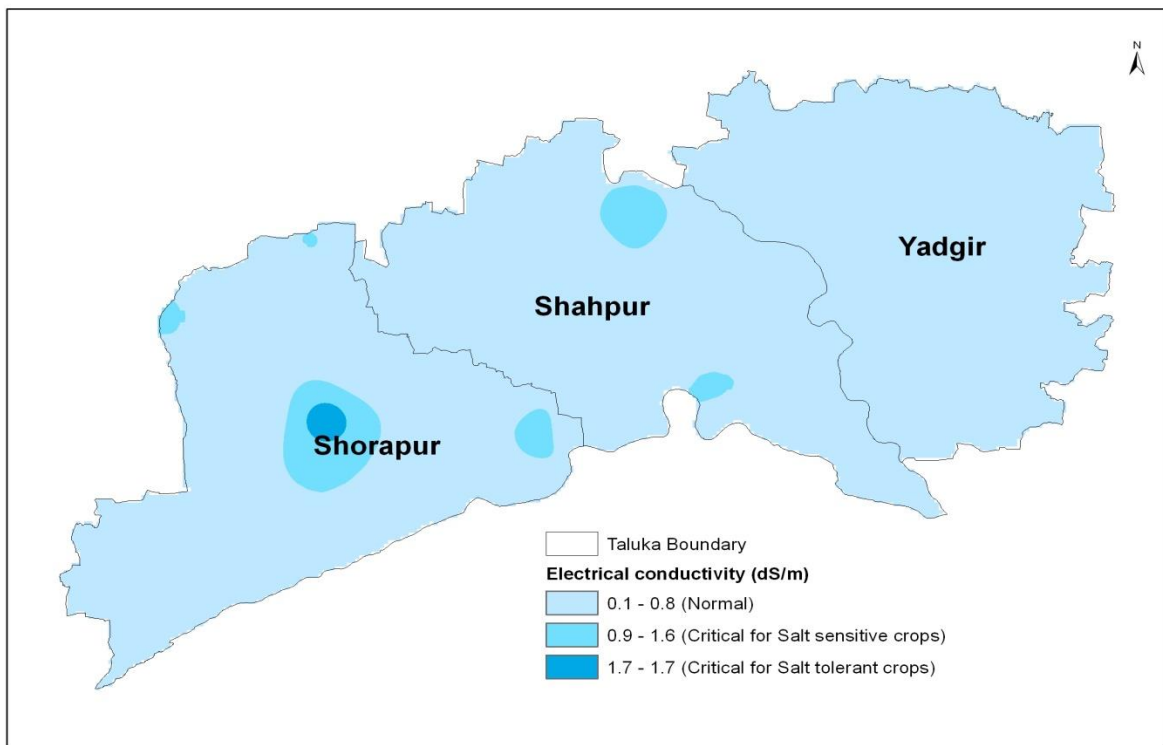 N
Yadgir
Shahpur
Shorapur
Taluka Boundary
Electrical conductivity (dS/m)
0.1 - 0.8 (Normal)
0.9 - 1.6 (Critical for Salt sensitive crops)
1.7 - 1.7 (Critical for Salt tolerant crops)